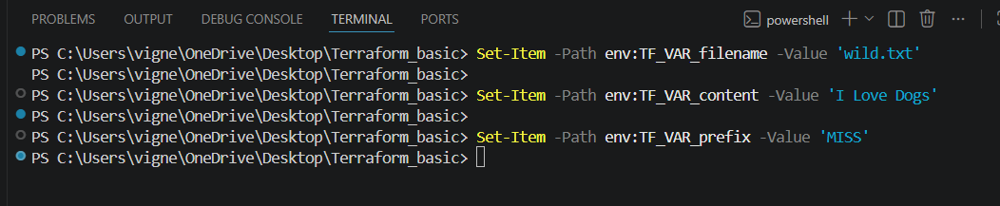 PROBLEMS OUTPUT DEBUG CONSOLE TERMINAL PORTS powershell
PS C:\Users\vigne\OneDrive\Desktop\Terraform_basic> Set-Item -Path env:TF_VAR_filename -Value 'wild.txt'
PS C:\Users\vigne\OneDrive\Desktop\Terraform_basic>
PS C:\Users\vigne\OneDrive\Desktop\Terraform_basic> Set-Item -Path env:TF_VAR_content -Value 'I Love Dogs'
PS C:\Users\vigne\OneDrive\Desktop\Terraform_basic>
PS C:\Users\vigne\OneDrive\Desktop\Terraform_basic> Set-Item -Path env:TF_VAR_prefix -Value 'MISS'
PS C:\Users\vigne\OneDrive\Desktop\Terraform_basic>